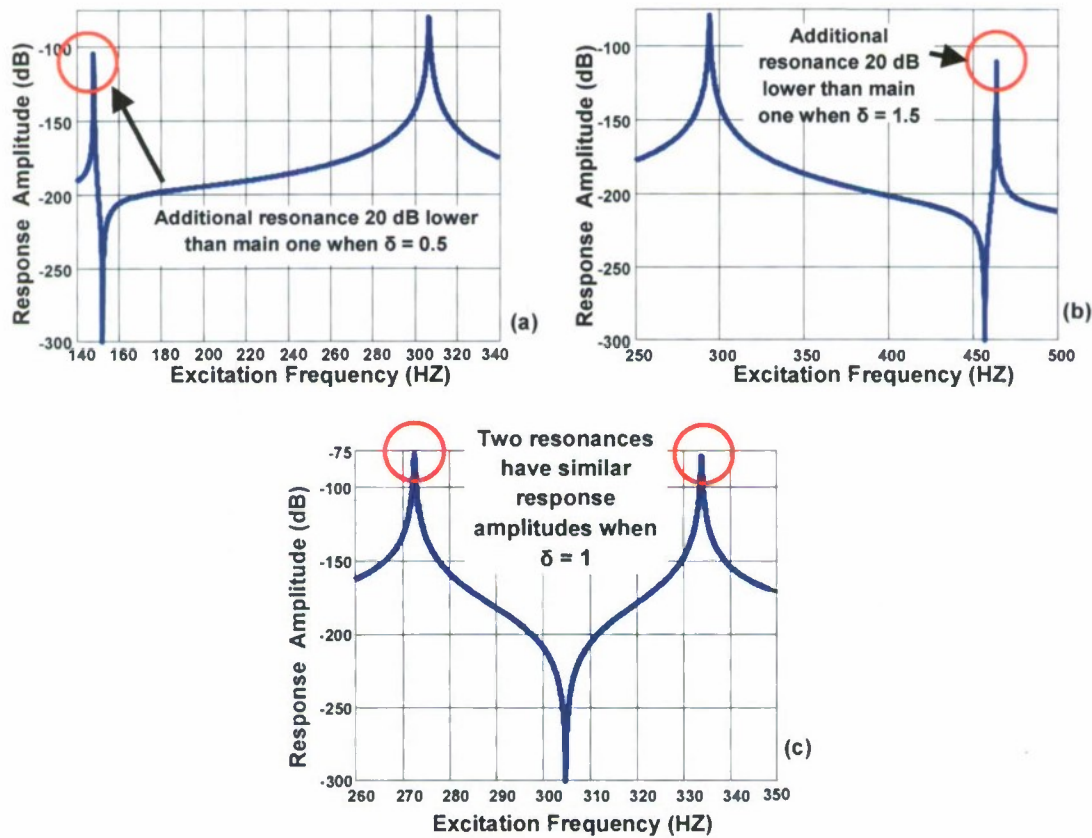 -100
-150
-200
-250
-300
140 160 180 200 220 240 260 280 300 320 340
Response Amplitude (dB)
Excitation Frequency (HZ)
Additional resonance 20 dB lower
than main one when δ = 0.5
(a)
-100
-150
-200
-250
-300
250 300 350 400 450 500
Response Amplitude (dB)
Excitation Frequency (HZ)
Additional
resonance 20 dB
lower than main
one when δ = 1.5
(b)
-75
-100
-150
-200
-250
-300
260 270 280 290 300 310 320 330 340 350
Response Amplitude (dB)
Excitation Frequency (HZ)
Two resonances
have similar
response
amplitudes when
δ = 1
(c)